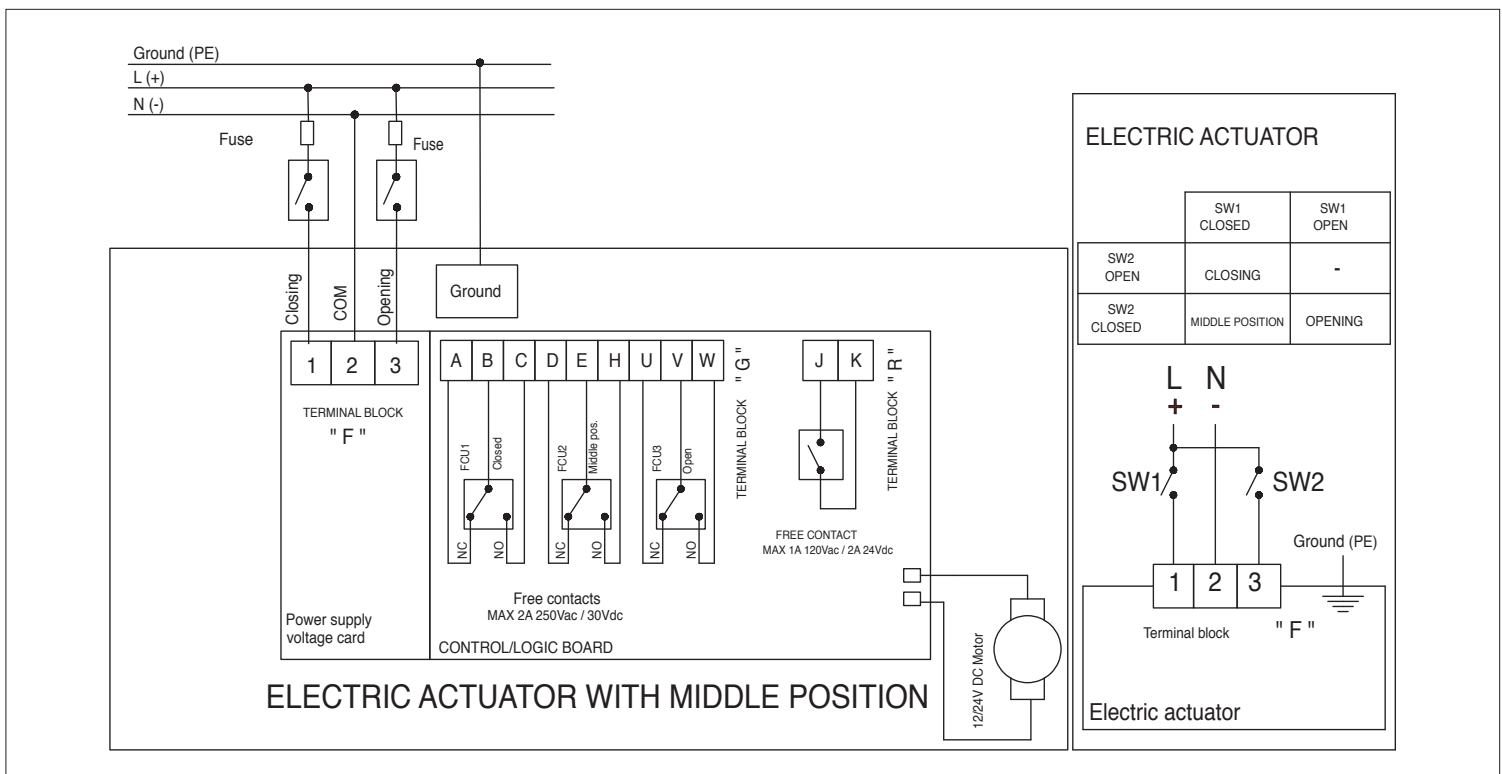 Ground (PE)
L (+)
N (-)
Fuse
Fuse
Closing
COM
Opening
Ground
1 2 3
TERMINAL BLOCK
" F "
A B C D E H U V W
TERMINAL BLOCK " G "
J K
TERMINAL BLOCK " R "
FCU1
Closed
FCU2
Middle pos.
FCU3
Open
NC
NO
NC
NO
NC
NO
FREE CONTACT
MAX 1A 120Vac / 2A 24Vdc
Free contacts
MAX 2A 250Vac / 30Vdc
Power supply
voltage card
CONTROL/LOGIC BOARD
12/24V DC Motor
ELECTRIC ACTUATOR WITH MIDDLE POSITION
ELECTRIC ACTUATOR
SW1
CLOSED
SW1
OPEN
SW2
OPEN
CLOSING
-
SW2
CLOSED
MIDDLE POSITION
OPENING
L N
+ -
SW1
SW2
Ground (PE)
1 2 3
Terminal block
" F "
Electric actuator